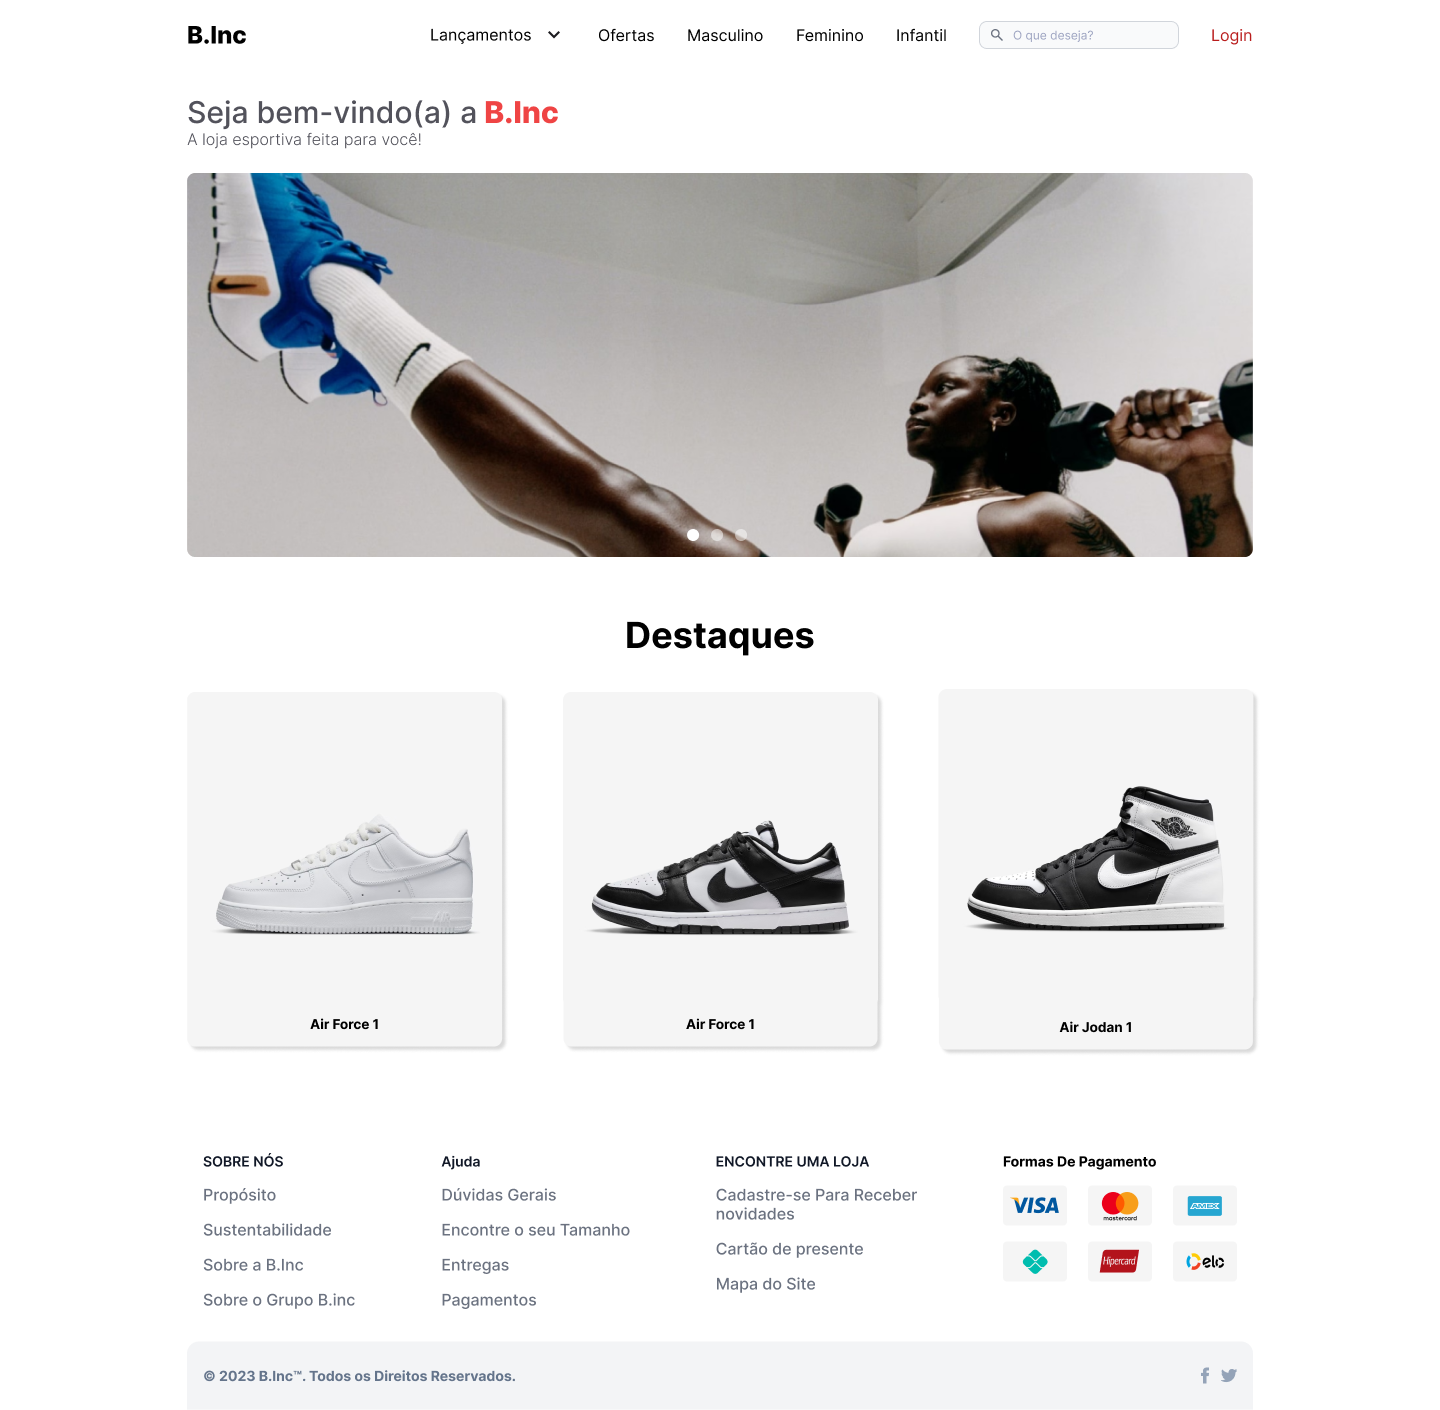 B.Inc
Lançamentos
Ofertas
Masculino
Feminino
Infantil
O que deseja?
Login
Seja bem-vindo(a) a B.Inc
A loja esportiva feita para você!
Destaques
Air Force 1
Air Force 1
Air Jodan 1
SOBRE NÓS
Propósito
Sustentabilidade
Sobre a B.Inc
Sobre o Grupo B.inc
Ajuda
Dúvidas Gerais
Encontre o seu Tamanho
Entregas
Pagamentos
ENCONTRE UMA LOJA
Cadastre-se Para Receber
novidades
Cartão de presente
Mapa do Site
Formas De Pagamento
VISA
mastercard
AMEX
Hipercard
elo
© 2023 B.Inc™. Todos os Direitos Reservados.